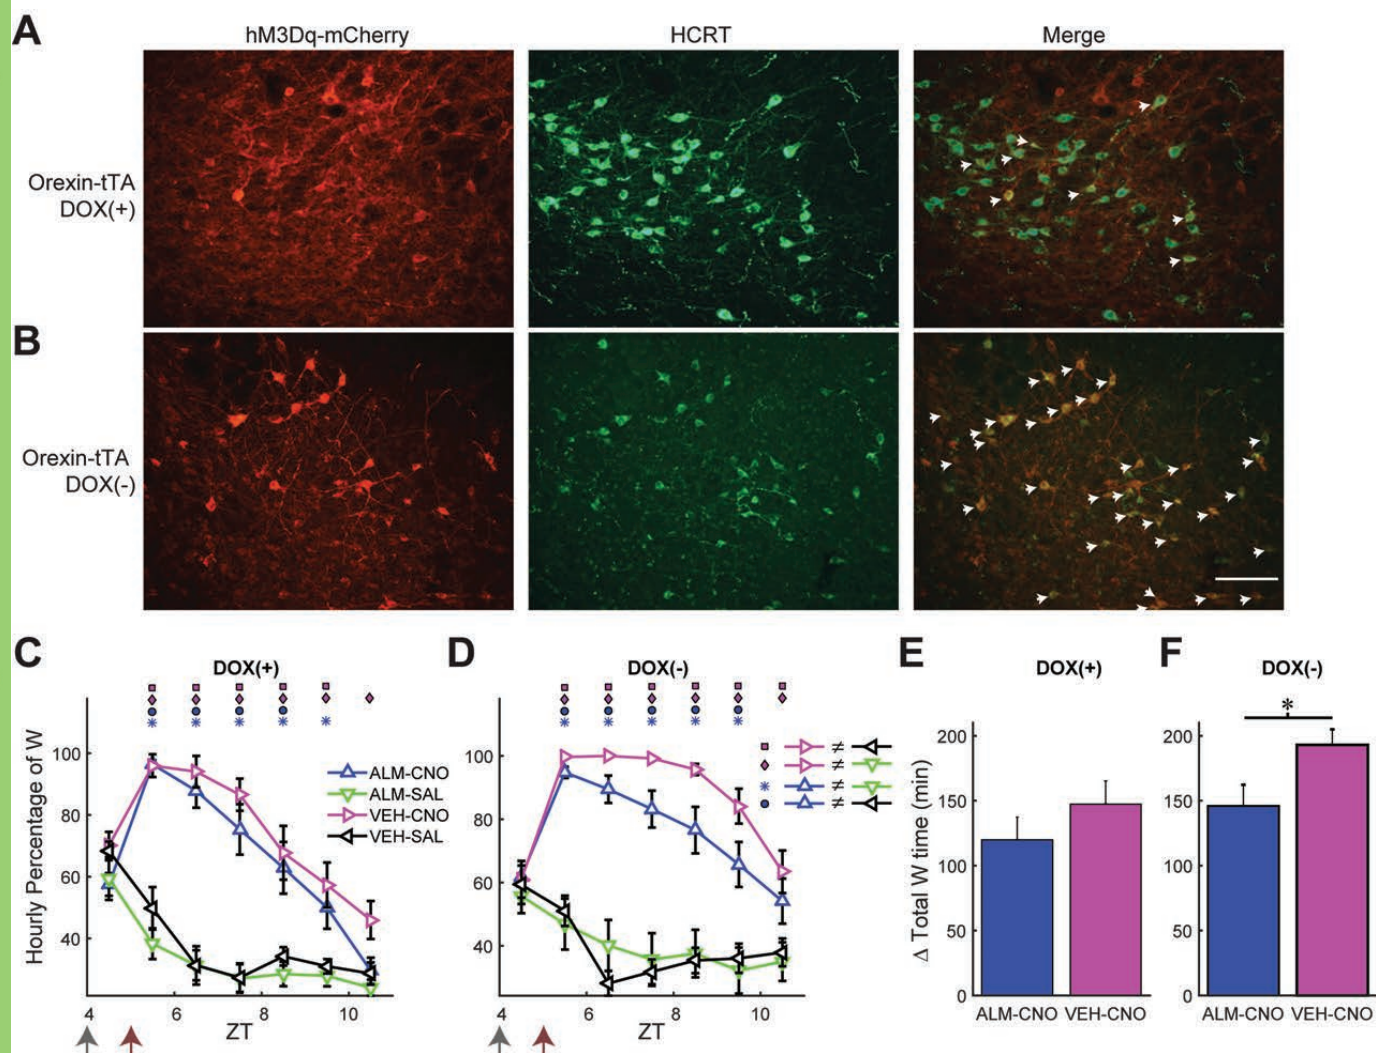 A
hM3Dq-mCherry
HCRT
Merge
Orexin-tTA
DOX(+)
B
Orexin-tTA
DOX(-)
C
DOX(+)
D
DOX(-)
E
DOX(+)
F
DOX(-)
Hourly Percentage of W
100
80
60
40
4
6
8
10
ZT
ALM-CNO
ALM-SAL
VEH-CNO
VEH-SAL
100
80
60
40
4
6
8
10
ZT
≠
≠
≠
≠
Δ Total W time (min)
200
150
100
50
0
ALM-CNO VEH-CNO
*
200
150
100
50
0
ALM-CNO VEH-CNO